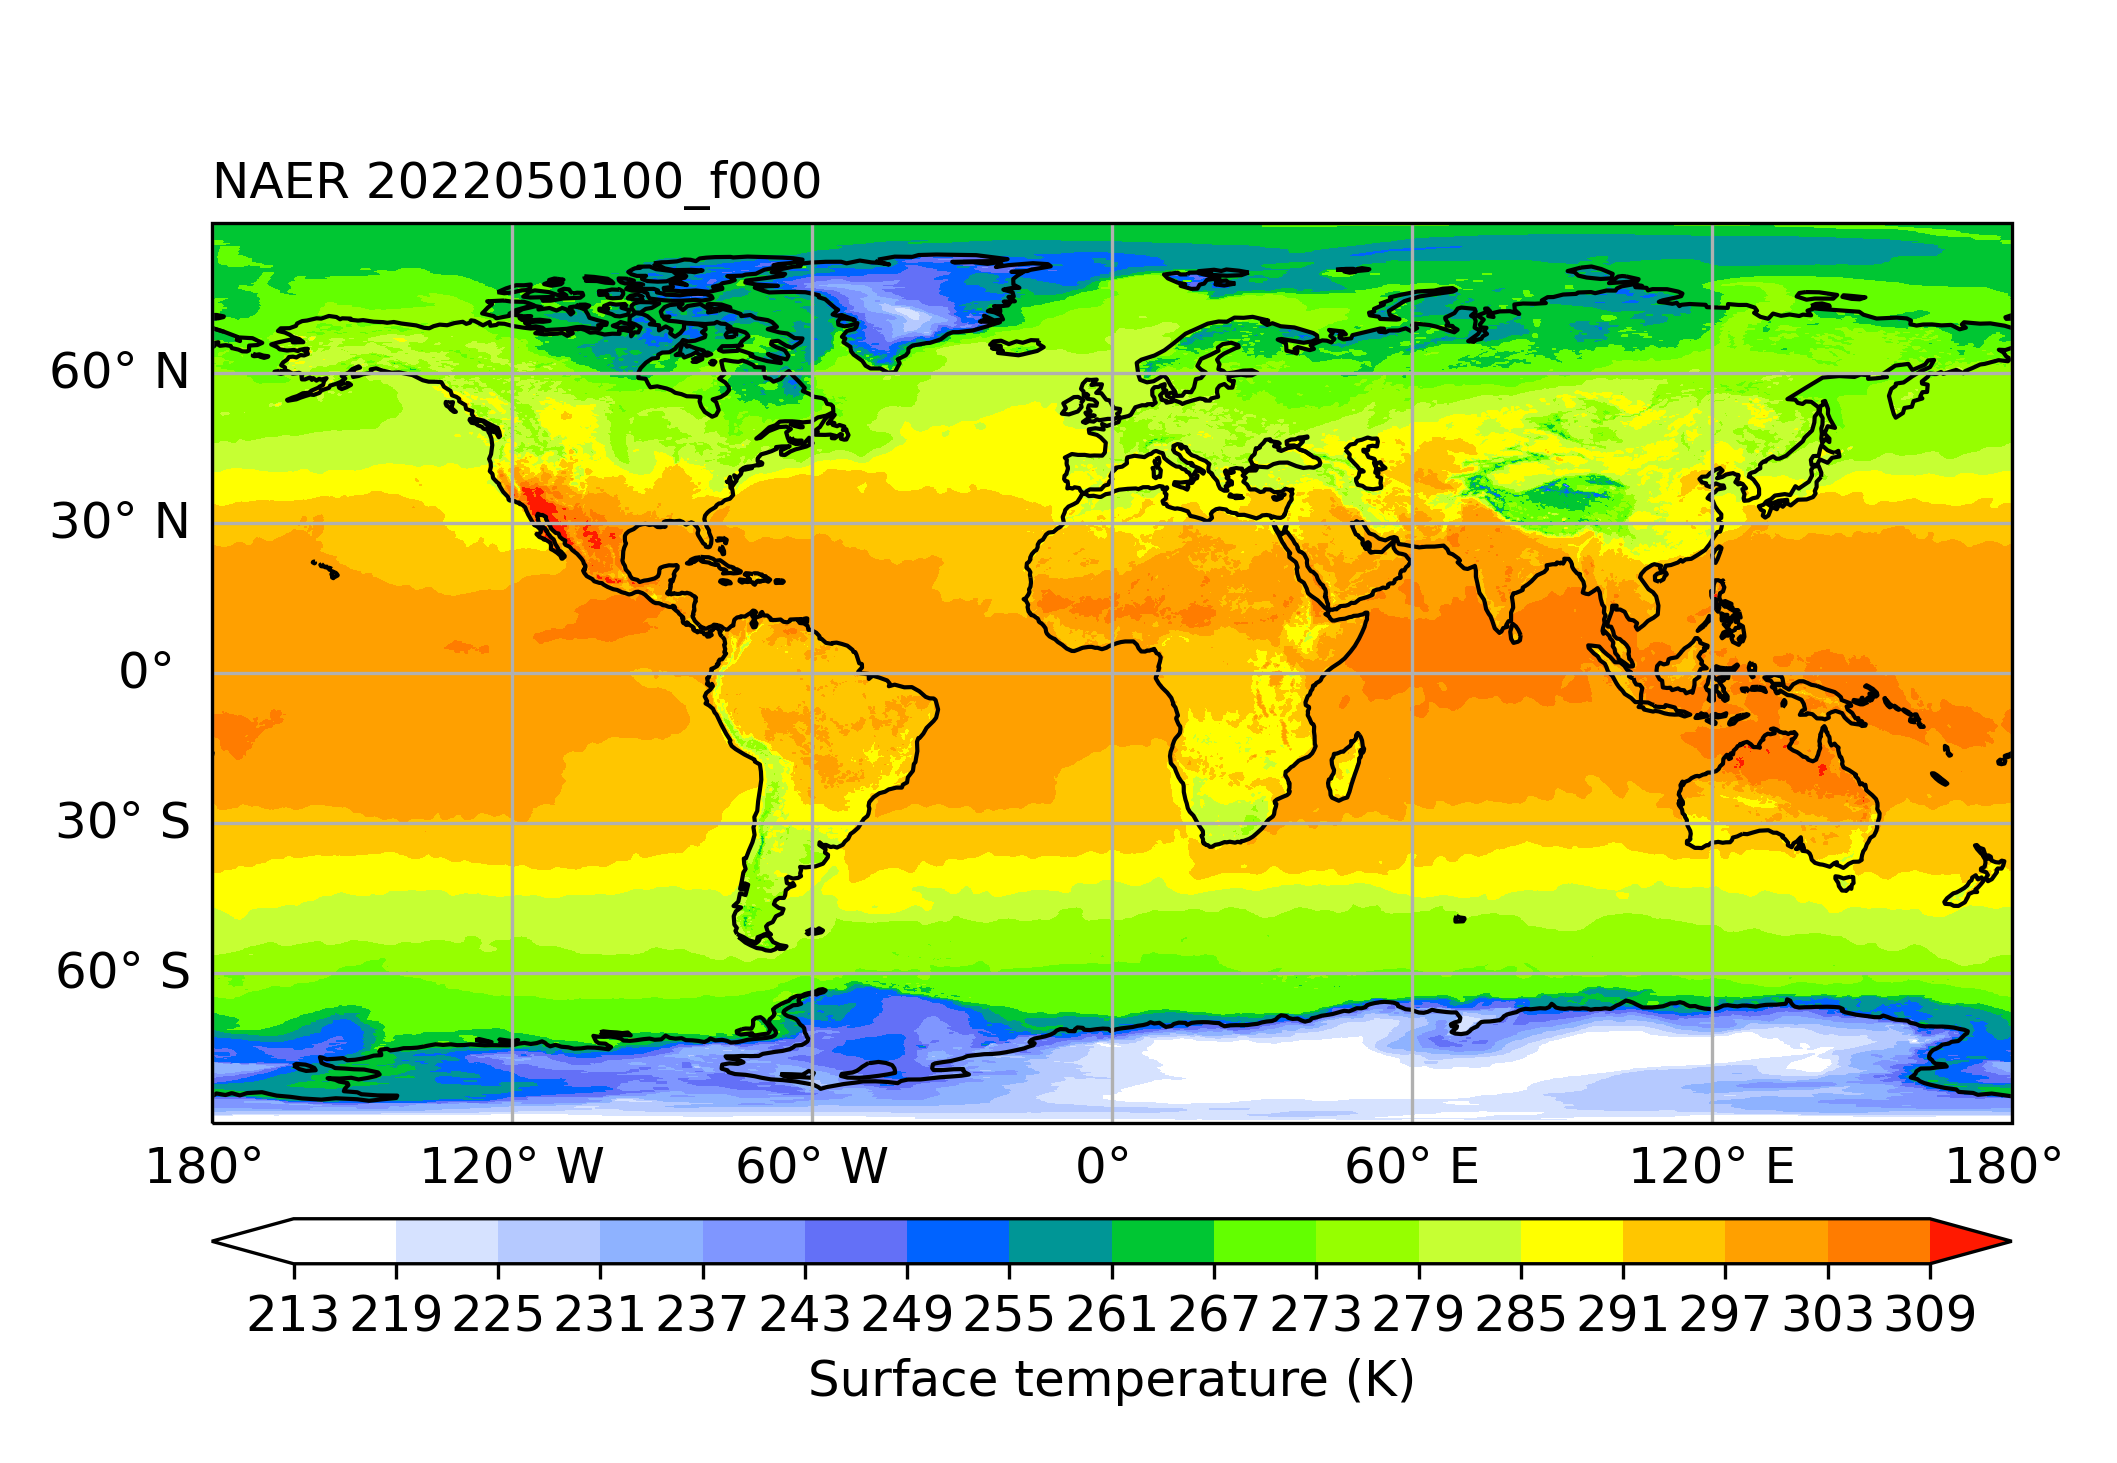 NAER 2022050100_f000
60° N
30° N
0°
30° S
60° S
180° 120° W 60° W 0° 60° E 120° E 180°
213 219 225 231 237 243 249 255 261 267 273 279 285 291 297 303 309
Surface temperature (K)